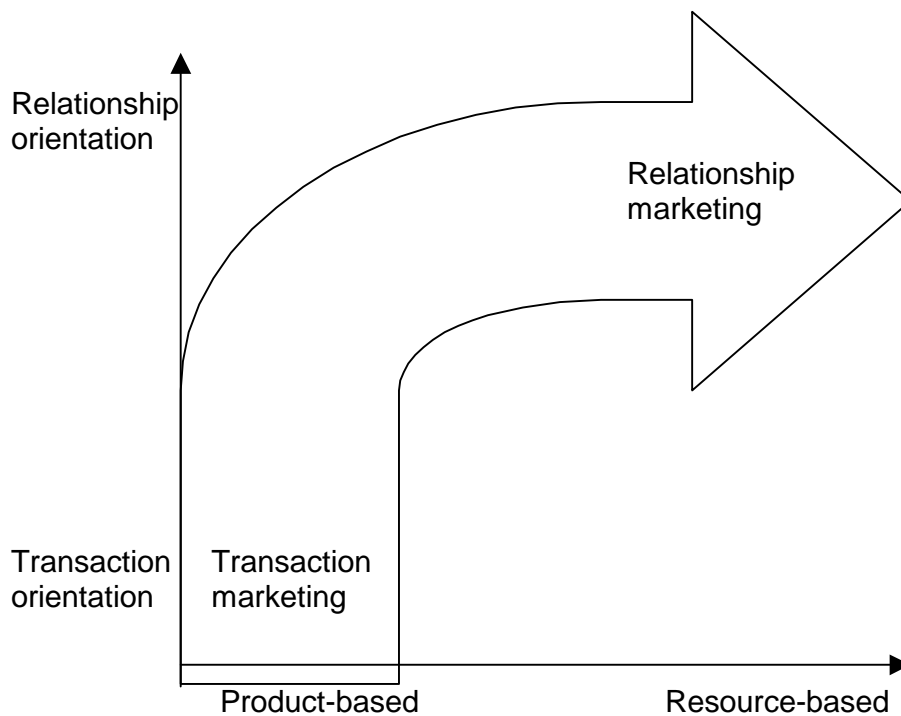 Relationship
orientation
Relationship
marketing
Transaction
orientation
Transaction
marketing
Product-based
Resource-based